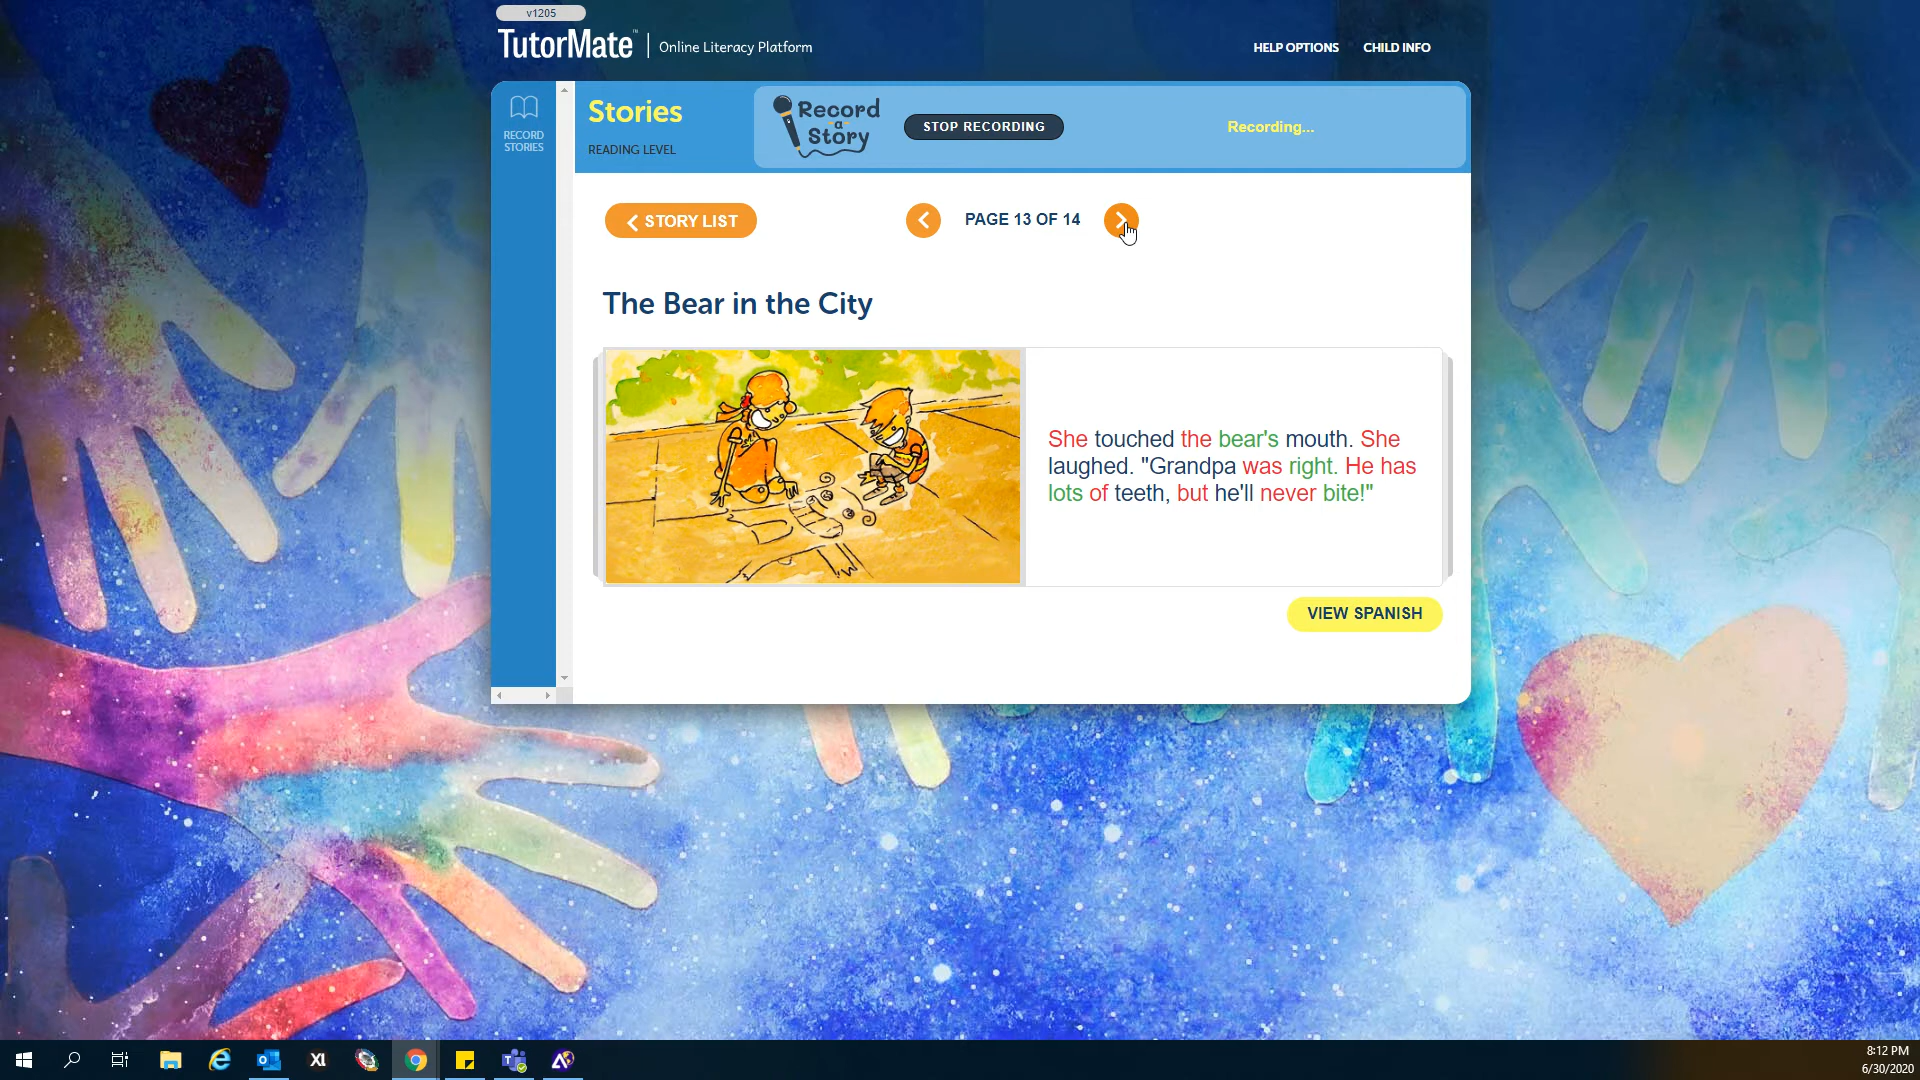 v1205
TutorMate™ | Online Literacy Platform
HELP OPTIONS CHILD INFO
RECORD
STORIES
Stories
READING LEVEL
Record
a
Story
STOP RECORDING
Recording...
STORY LIST
PAGE 13 OF 14
The Bear in the City
She touched the bear's mouth. She
laughed. "Grandpa was right. He has
lots of teeth, but he'll never bite!"
VIEW SPANISH
8:12 PM
6/30/2020